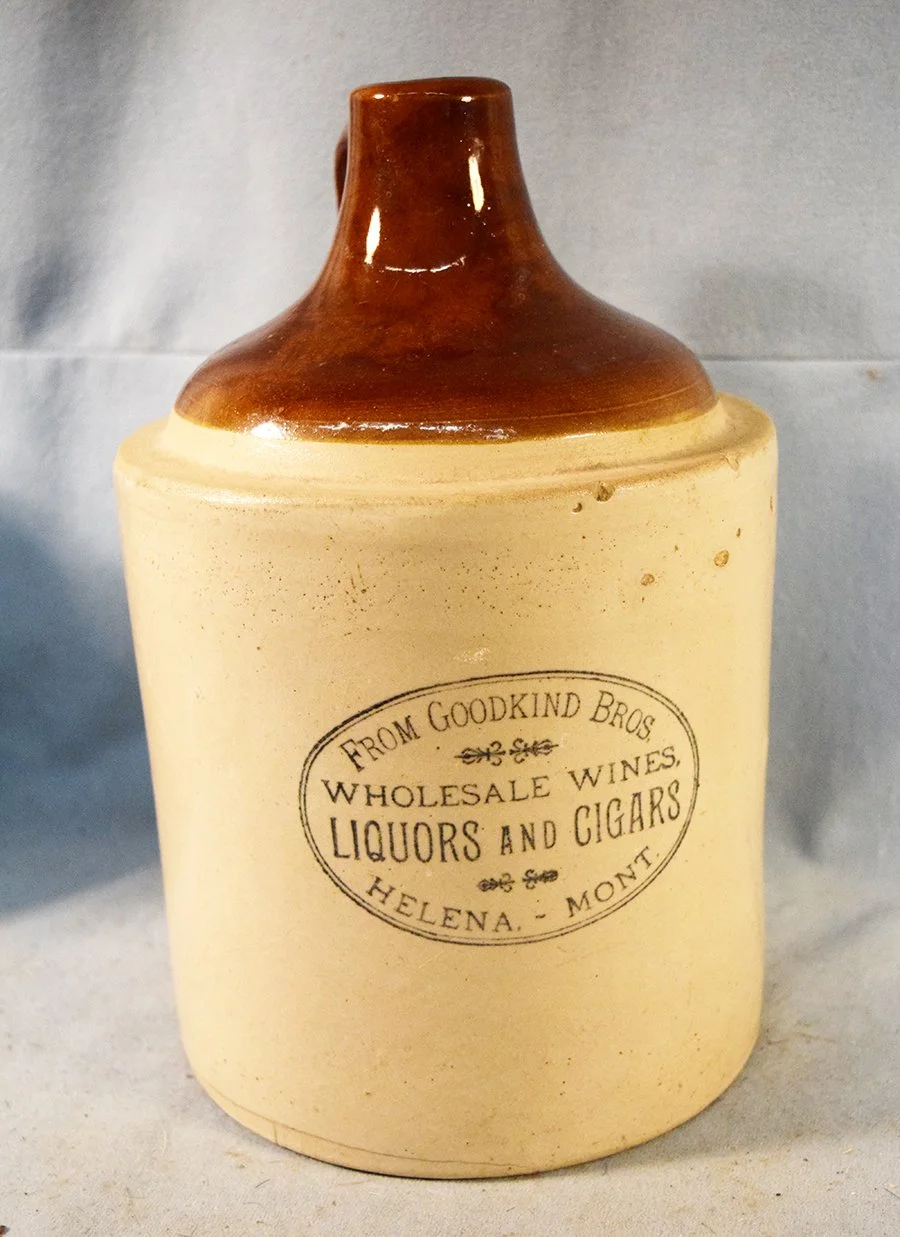 FROM GOODKIND BROS.
WHOLESALE WINES,
LIQUORS AND CIGARS
HELENA, - MONT.